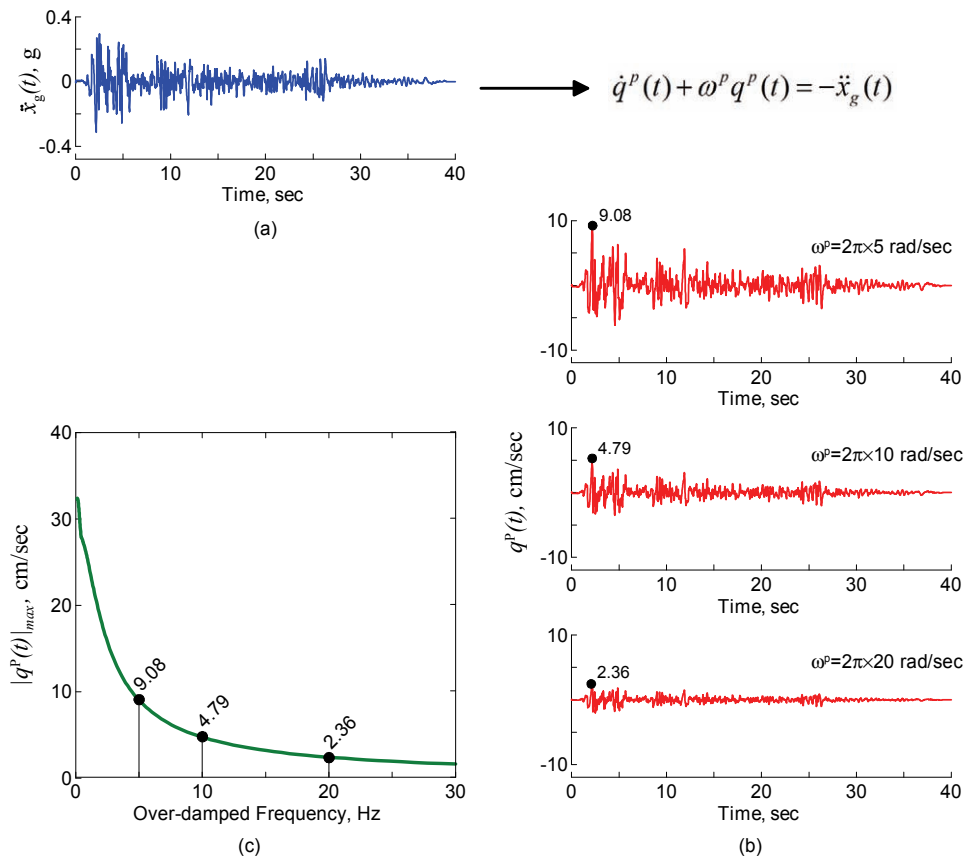 0.4
0
-0.4
ẍg(t), g
0 10 20 30 40
Time, sec
(a)
q̇ᵖ(t) + ωᵖqᵖ(t) = −ẍg(t)
10
0
-10
9.08
ωᵖ=2π×5 rad/sec
0 10 20 30 40
Time, sec
10
0
-10
4.79
ωᵖ=2π×10 rad/sec
qᵖ(t), cm/sec
0 10 20 30 40
Time, sec
10
0
-10
2.36
ωᵖ=2π×20 rad/sec
0 10 20 30 40
Time, sec
(b)
40
30
20
10
0
|qᵖ(t)|max, cm/sec
9.08
4.79
2.36
0 10 20 30
Over-damped Frequency, Hz
(c)